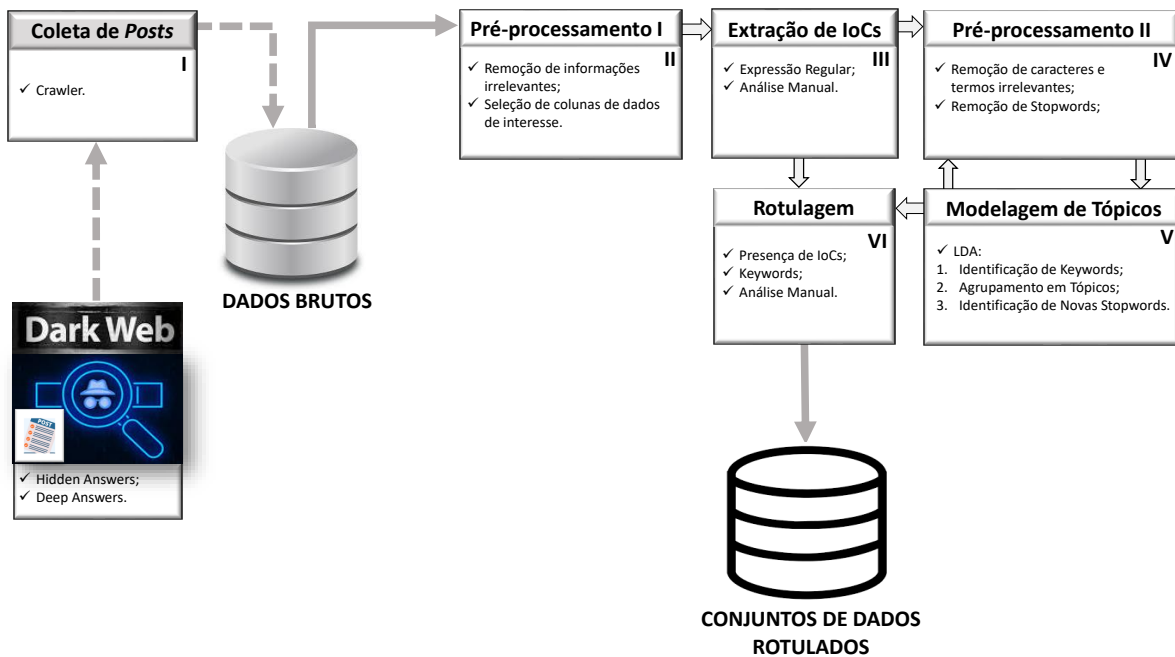 Coleta de Posts
I
✓ Crawler.
Dark Web
POST
✓ Hidden Answers;
✓ Deep Answers.
DADOS BRUTOS
Pré-processamento I
II
✓ Remoção de informações
irrelevantes;
✓ Seleção de colunas de dados
de interesse.
Extração de IoCs
III
✓ Expressão Regular;
✓ Análise Manual.
Pré-processamento II
IV
✓ Remoção de caracteres e
termos irrelevantes;
✓ Remoção de Stopwords;
Rotulagem
VI
✓ Presença de IoCs;
✓ Keywords;
✓ Análise Manual.
Modelagem de Tópicos
V
✓ LDA:
1. Identificação de Keywords;
2. Agrupamento em Tópicos;
3. Identificação de Novas Stopwords.
CONJUNTOS DE DADOS
ROTULADOS